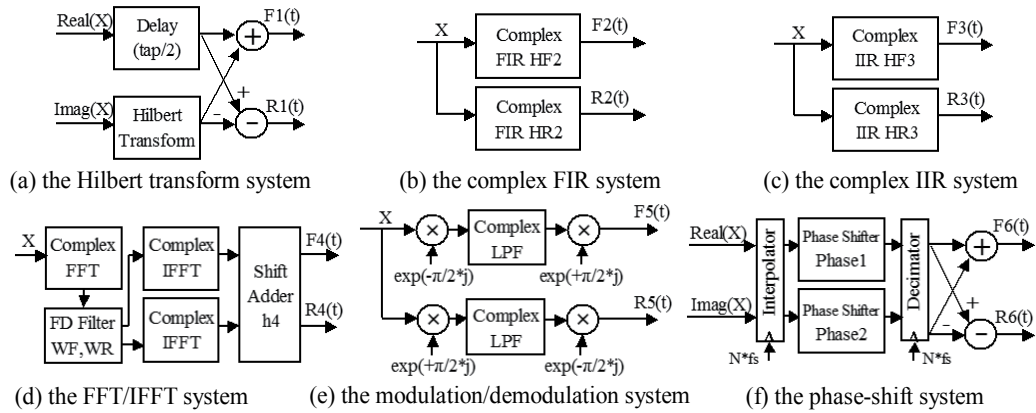 Real(X)
Delay
(tap/2)
F1(t)
+
+
Imag(X)
Hilbert
Transform
-
−
R1(t)
(a) the Hilbert transform system
X
Complex
FIR HF2
F2(t)
Complex
FIR HR2
R2(t)
(b) the complex FIR system
X
Complex
IIR HF3
F3(t)
Complex
IIR HR3
R3(t)
(c) the complex IIR system
X
Complex
FFT
FD Filter
WF,WR
Complex
IFFT
Complex
IFFT
Shift
Adder
h4
F4(t)
R4(t)
(d) the FFT/IFFT system
X
×
Complex
LPF
×
F5(t)
exp(-π/2*j)
exp(+π/2*j)
×
Complex
LPF
×
R5(t)
exp(+π/2*j)
exp(-π/2*j)
(e) the modulation/demodulation system
Real(X)
Imag(X)
Interpolator
N*fs
Phase Shifter
Phase1
Phase Shifter
Phase2
Decimator
N*fs
+
F6(t)
+
-
−
R6(t)
(f) the phase-shift system